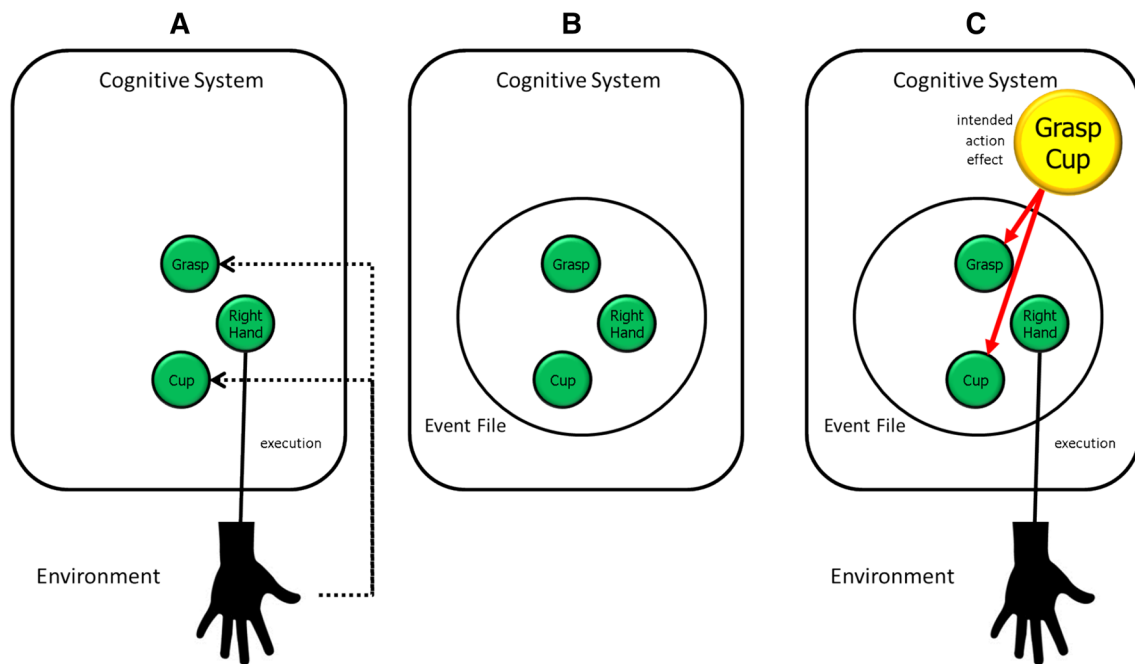 A
Cognitive System
Grasp
Right
Hand
Cup
execution
Environment
B
Cognitive System
Grasp
Right
Hand
Cup
Event File
C
Cognitive System
intended
action
effect
Grasp
Cup
Grasp
Right
Hand
Cup
Event File
execution
Environment